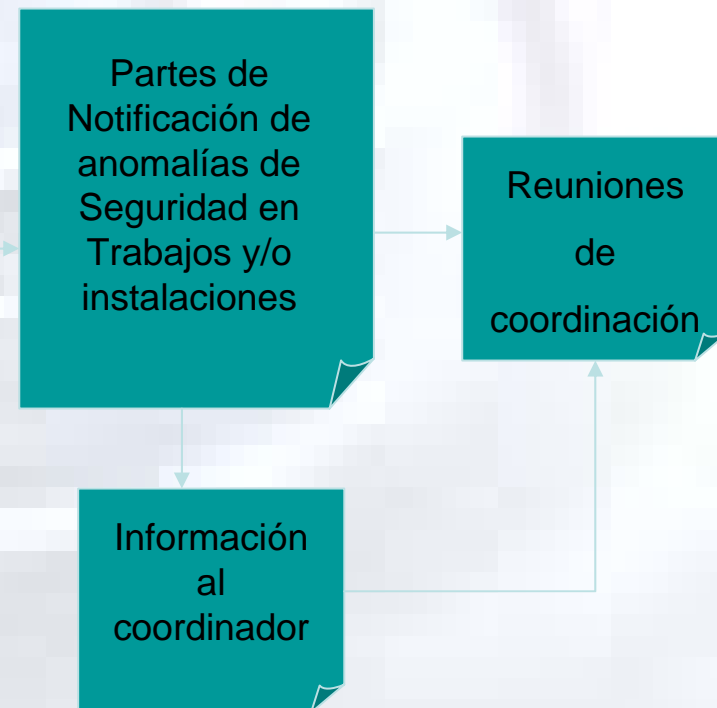 Partes de
Notificación de
anomalías de
Seguridad en
Trabajos y/o
instalaciones
Reuniones
de
coordinación
Información
al
coordinador